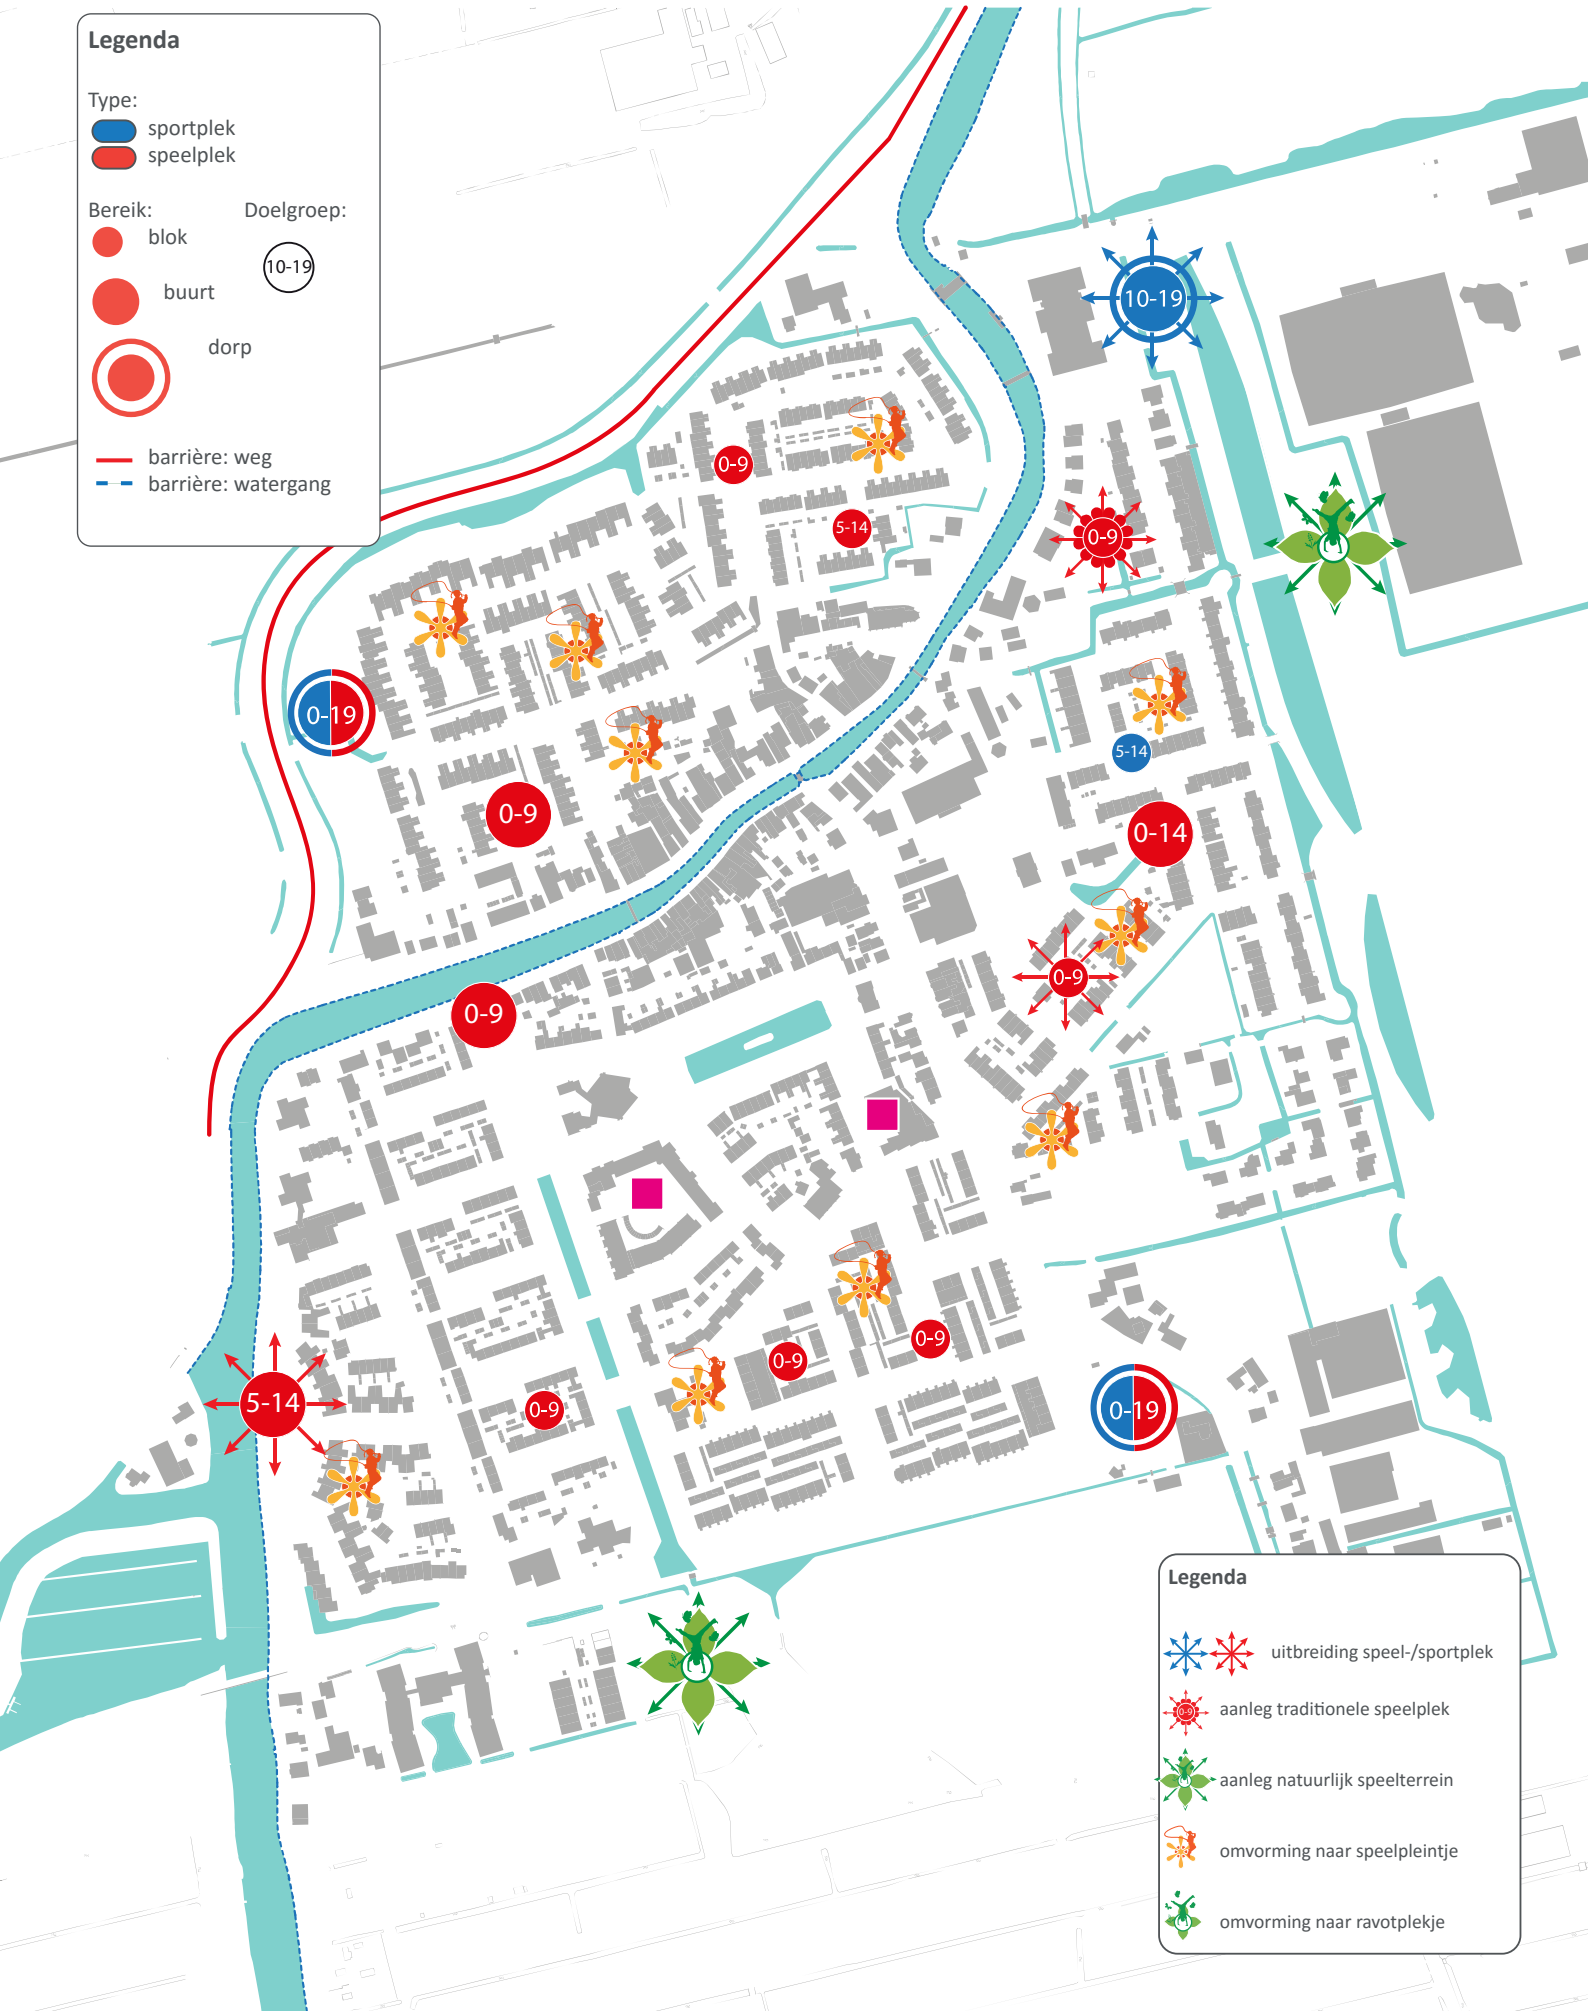 Legenda
Type:
sportplek
speelplek
Bereik:
Doelgroep:
blok
10-19
buurt
dorp
barrière: weg
barrière: watergang
10-19
0-9
5-14
0-9
0-19
5-14
0-9
0-14
0-9
0-9
0-9
0-9
5-14
0-9
0-19
Legenda
uitbreiding speel-/sportplek
0-9
aanleg traditionele speelplek
aanleg natuurlijk speelterrein
omvorming naar speelpleintje
omvorming naar ravotplekje